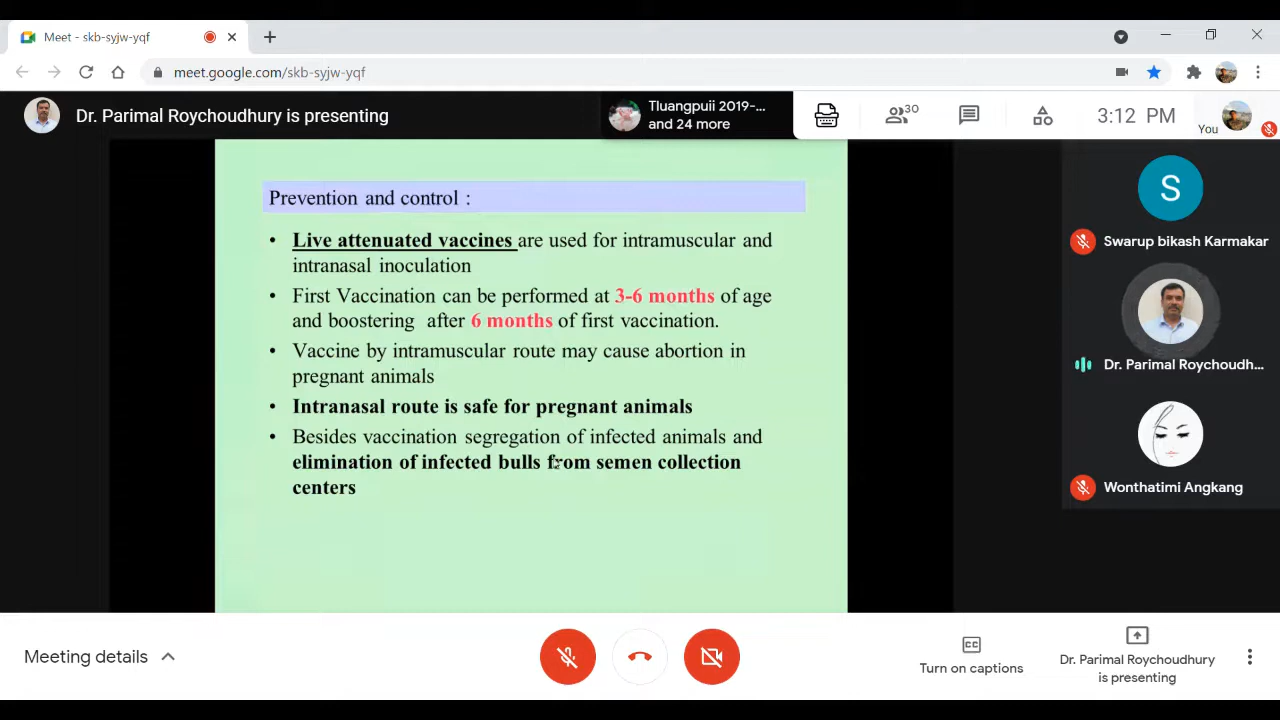 Meet - skb-syjw-yqf
meet.google.com/skb-syjw-yqf
Dr. Parimal Roychoudhury is presenting
Tluangpuii 2019-...
and 24 more
30
3:12 PM
You
Prevention and control :
• Live attenuated vaccines are used for intramuscular and
intranasal inoculation
• First Vaccination can be performed at 3-6 months of age
and boostering after 6 months of first vaccination.
• Vaccine by intramuscular route may cause abortion in
pregnant animals
• Intranasal route is safe for pregnant animals
• Besides vaccination segregation of infected animals and
elimination of infected bulls from semen collection
centers
S
Swarup bikash Karmakar
Dr. Parimal Roychoudh...
Wonthatimi Angkang
Meeting details
CC
Turn on captions
Dr. Parimal Roychoudhury
is presenting